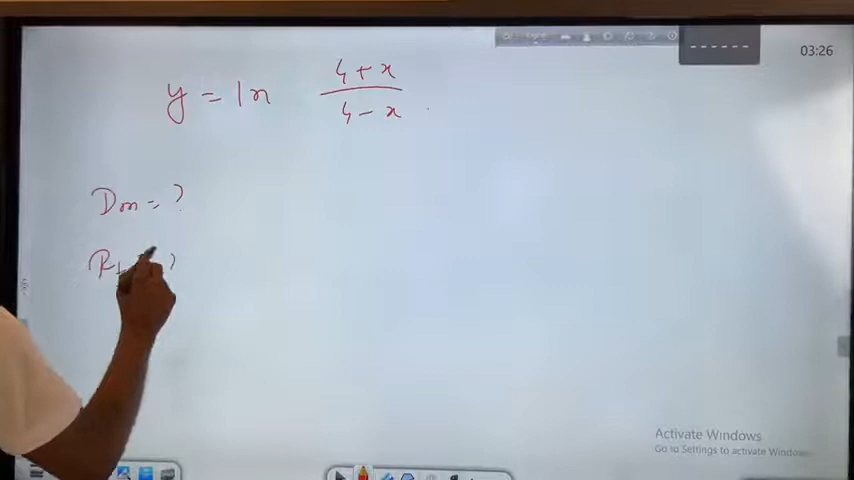 03:26
y = ln (4+x)/(4-x)
Dm = ?
?
Activate Windows
Go to Settings to activate Windows.